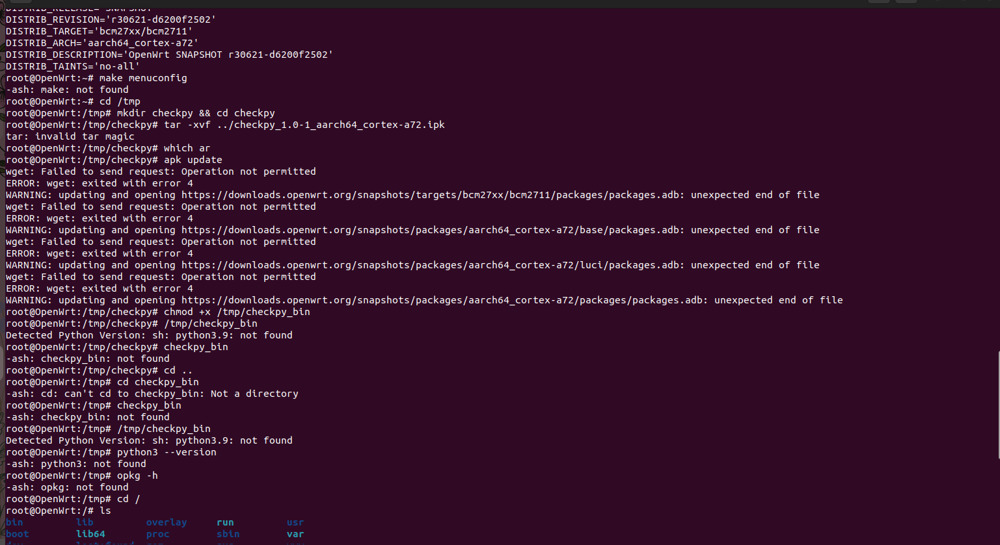 DISTRIB_RELEASE='SNAPSHOT'
DISTRIB_REVISION='r30621-d6200f2502'
DISTRIB_TARGET='bcm27xx/bcm2711'
DISTRIB_ARCH='aarch64_cortex-a72'
DISTRIB_DESCRIPTION='OpenWrt SNAPSHOT r30621-d6200f2502'
DISTRIB_TAINTS='no-all'
root@OpenWrt:~# make menuconfig
-ash: make: not found
root@OpenWrt:~# cd /tmp
root@OpenWrt:/tmp# mkdir checkpy && cd checkpy
root@OpenWrt:/tmp/checkpy# tar -xvf ../checkpy_1.0-1_aarch64_cortex-a72.ipk
tar: invalid tar magic
root@OpenWrt:/tmp/checkpy# which ar
root@OpenWrt:/tmp/checkpy# apk update
wget: Failed to send request: Operation not permitted
ERROR: wget: exited with error 4
WARNING: updating and opening https://downloads.openwrt.org/snapshots/targets/bcm27xx/bcm2711/packages/packages.adb: unexpected end of file
wget: Failed to send request: Operation not permitted
ERROR: wget: exited with error 4
WARNING: updating and opening https://downloads.openwrt.org/snapshots/packages/aarch64_cortex-a72/base/packages.adb: unexpected end of file
wget: Failed to send request: Operation not permitted
ERROR: wget: exited with error 4
WARNING: updating and opening https://downloads.openwrt.org/snapshots/packages/aarch64_cortex-a72/luci/packages.adb: unexpected end of file
wget: Failed to send request: Operation not permitted
ERROR: wget: exited with error 4
WARNING: updating and opening https://downloads.openwrt.org/snapshots/packages/aarch64_cortex-a72/packages/packages.adb: unexpected end of file
root@OpenWrt:/tmp/checkpy# chmod +x /tmp/checkpy_bin
root@OpenWrt:/tmp/checkpy# /tmp/checkpy_bin
Detected Python Version: sh: python3.9: not found
root@OpenWrt:/tmp/checkpy# checkpy_bin
-ash: checkpy_bin: not found
root@OpenWrt:/tmp/checkpy# cd ..
root@OpenWrt:/tmp# cd checkpy_bin
-ash: cd: can't cd to checkpy_bin: Not a directory
root@OpenWrt:/tmp# checkpy_bin
-ash: checkpy_bin: not found
root@OpenWrt:/tmp# /tmp/checkpy_bin
Detected Python Version: sh: python3.9: not found
root@OpenWrt:/tmp# python3 --version
-ash: python3: not found
root@OpenWrt:/tmp# opkg -h
-ash: opkg: not found
root@OpenWrt:/tmp# cd /
root@OpenWrt:/# ls
bin lib overlay run usr
boot lib64 proc sbin var